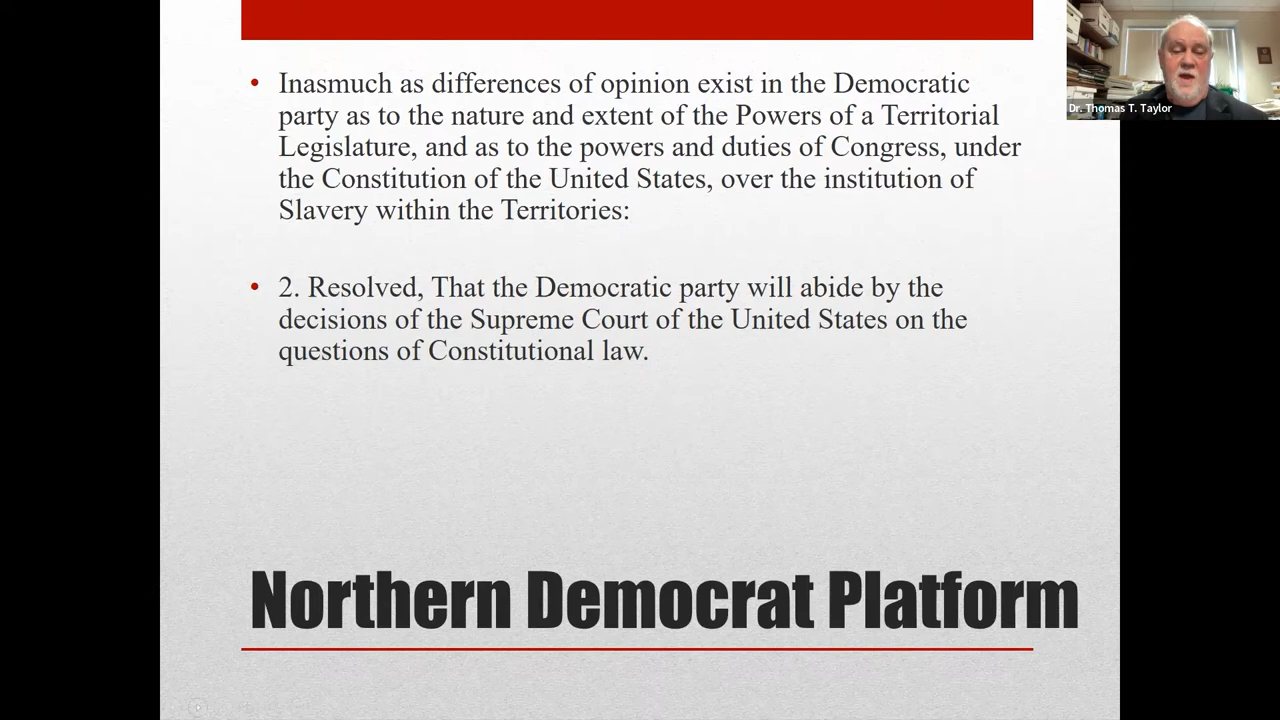 • Inasmuch as differences of opinion exist in the Democratic
party as to the nature and extent of the Powers of a Territorial
Legislature, and as to the powers and duties of Congress, under
the Constitution of the United States, over the institution of
Slavery within the Territories:
• 2. Resolved, That the Democratic party will abide by the
decisions of the Supreme Court of the United States on the
questions of Constitutional law.
Northern Democrat Platform
Dr. Thomas T. Taylor